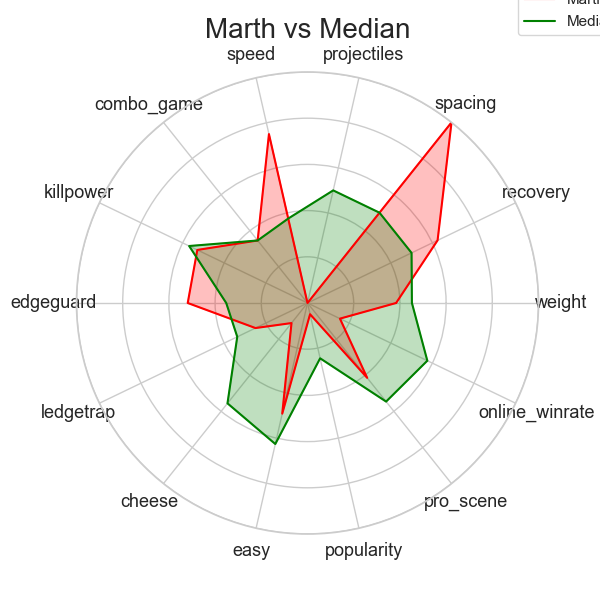 Marth vs Median
speed
projectiles
combo_game
spacing
killpower
recovery
edgeguard
weight
ledgetrap
online_winrate
cheese
pro_scene
easy
popularity